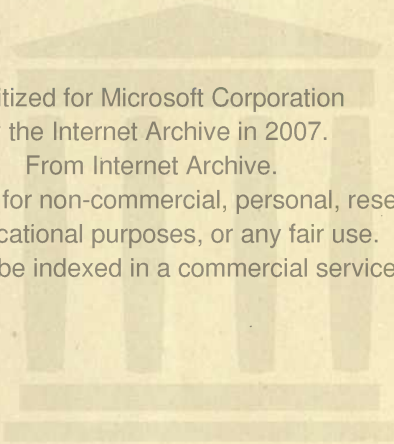 itized for Microsoft Corporation
the Internet Archive in 2007.
From Internet Archive.
for non-commercial, personal, rese
cational purposes, or any fair use.
be indexed in a commercial service